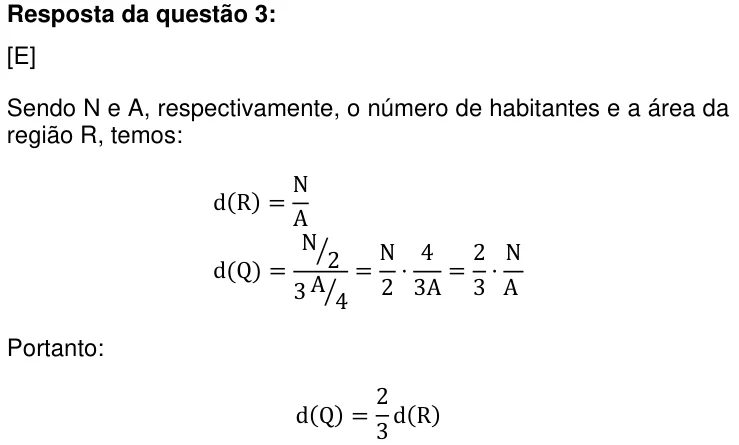 Resposta da questão 3:
[E]
Sendo N e A, respectivamente, o número de habitantes e a área da
região R, temos:
d(R) = N/A
d(Q) = (N/2)/(3 A/4) = N/2 · 4/3A = 2/3 · N/A
Portanto:
d(Q) = 2/3 d(R)